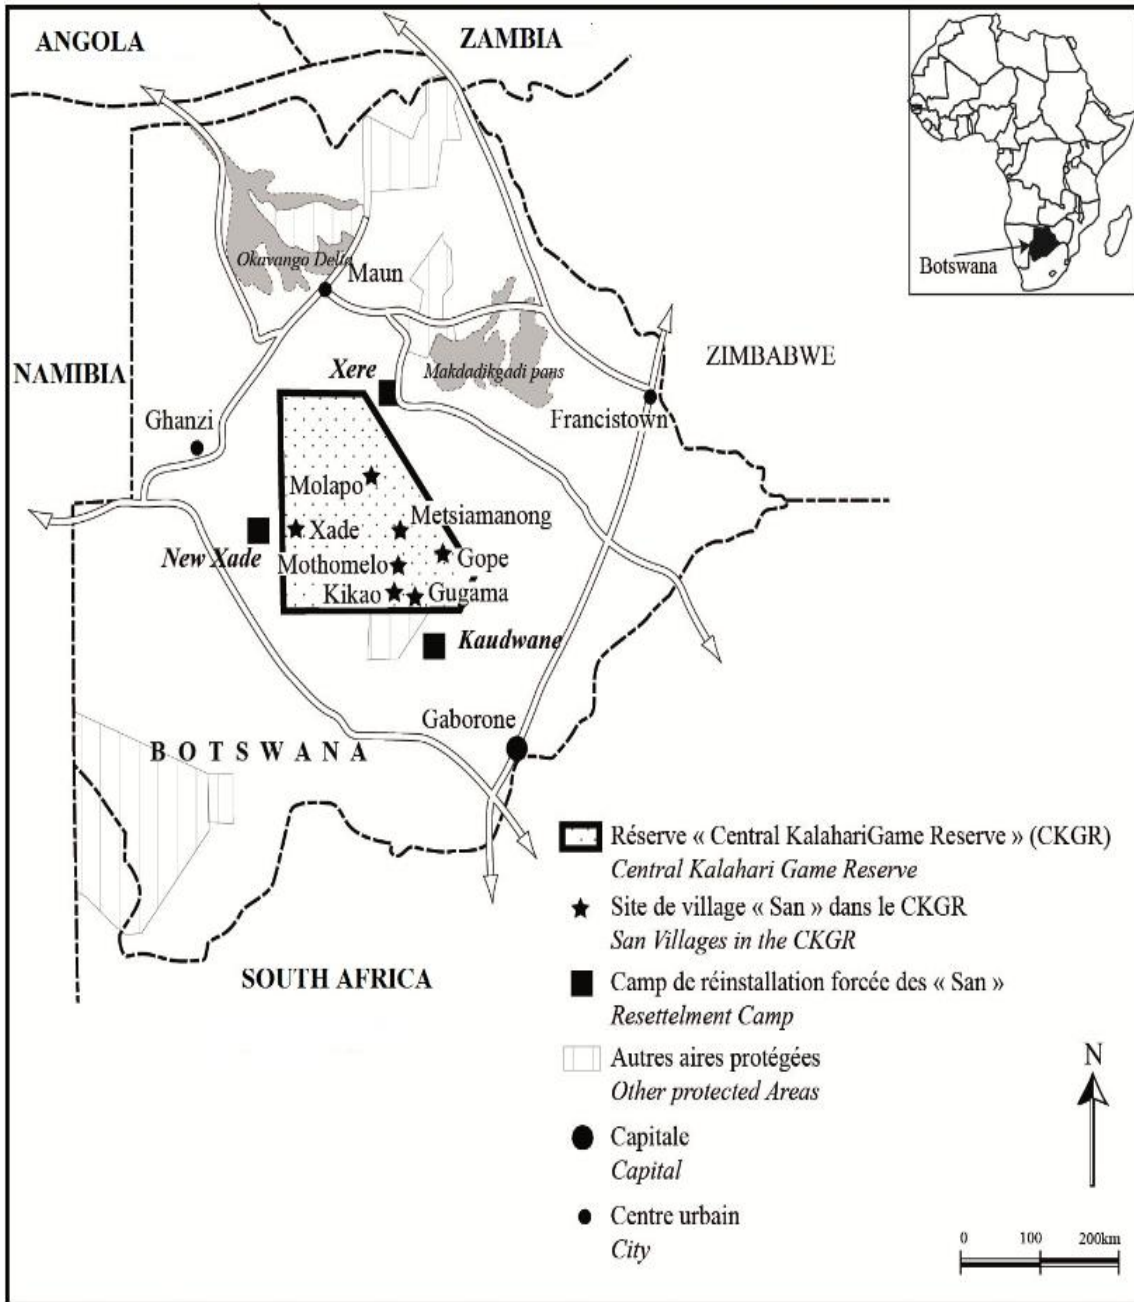 ANGOLA
ZAMBIA
Botswana
Okavango Delta
Maun
NAMIBIA
Xere
Makdadikgadi pans
ZIMBABWE
Ghanzi
Francistown
Molapo
Metsiamanong
Xade
New Xade
Mothomelo
Gope
Kikao
Gugama
Kaudwane
Gaborone
BOTSWANA
SOUTH AFRICA
Réserve « Central KalahariGame Reserve » (CKGR)
Central Kalahari Game Reserve
Site de village « San » dans le CKGR
San Villages in the CKGR
Camp de réinstallation forcée des « San »
Resettelment Camp
Autres aires protégées
Other protected Areas
Capitale
Capital
Centre urbain
City
N
0 100 200km